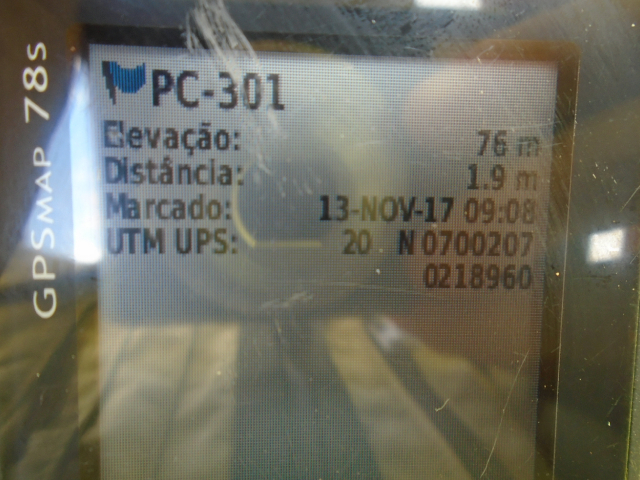 GPSMAP 78s
PC-301
Elevação: 76 m
Distância: 1.9 m
Marcado: 13-NOV-17 09:08
UTM UPS: 20 N 0700207
0218960